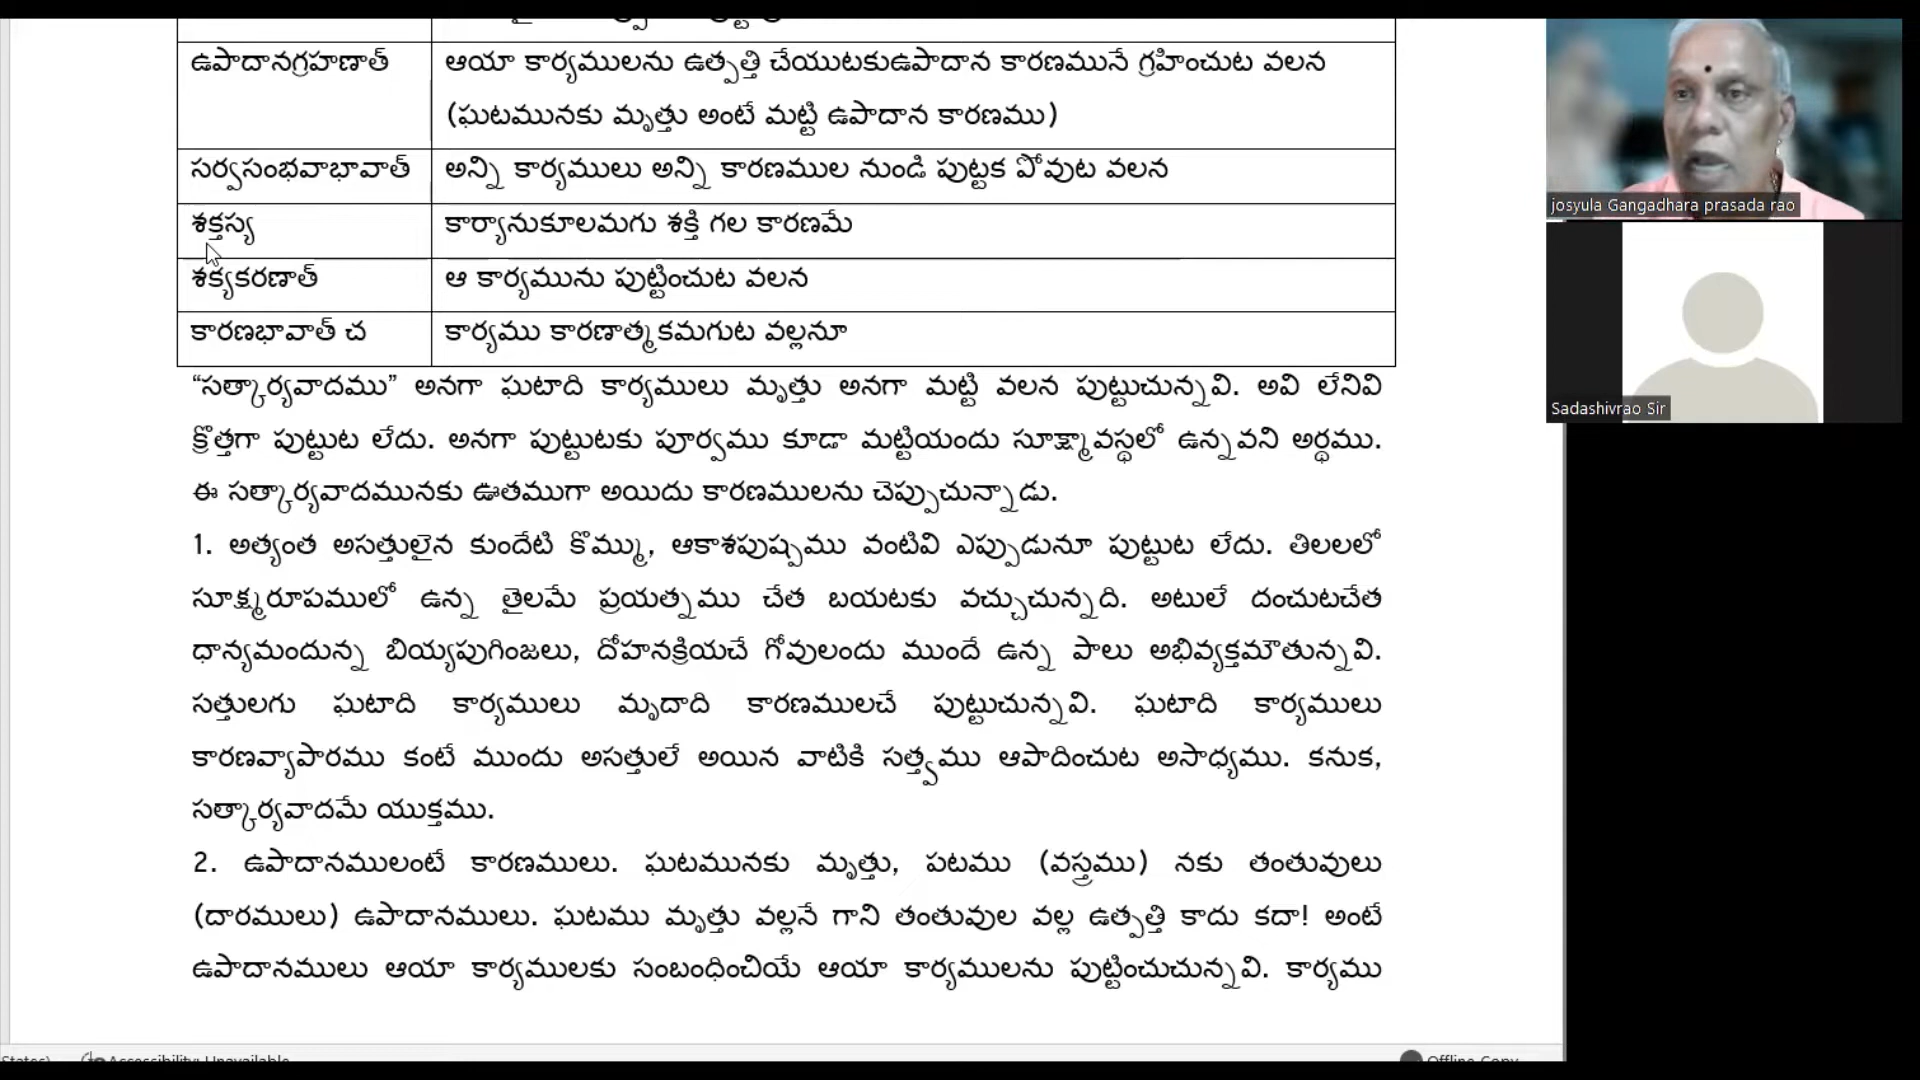 ఉపాదానగ్రహణాత్ ఆయా కార్యములను ఉత్పత్తి చేయుటకుఉపాదాన కారణమునే గ్రహించుట వలన
(ఘటమునకు మృత్తు అంటే మట్టి ఉపాదాన కారణము)
సర్వసంభవాభావాత్ అన్ని కార్యములు అన్ని కారణముల నుండి పుట్టక పోవుట వలన
శక్తస్య కార్యానుకూలమగు శక్తి గల కారణమే
శక్యకరణాత్ ఆ కార్యమును పుట్టించుట వలన
కారణభావాత్ చ కార్యము కారణాత్మకమగుట వల్లనూ
“సత్కార్యవాదము” అనగా ఘటాది కార్యములు మృత్తు అనగా మట్టి వలన పుట్టుచున్నవి. అవి లేనివి
క్రొత్తగా పుట్టుట లేదు. అనగా పుట్టుటకు పూర్వము కూడా మట్టియందు సూక్ష్మావస్థలో ఉన్నవని అర్థము.
ఈ సత్కార్యవాదమునకు ఊతముగా అయిదు కారణములను చెప్పుచున్నాడు.
1. అత్యంత అసత్తులైన కుందేటి కొమ్ము, ఆకాశపుష్పము వంటివి ఎప్పుడునూ పుట్టుట లేదు. తిలలలో
సూక్ష్మరూపములో ఉన్న తైలమే ప్రయత్నము చేత బయటకు వచ్చుచున్నది. అటులే దంచుటచేత
ధాన్యమందున్న బియ్యపుగింజలు, దోహనక్రియచే గోవులందు ముందే ఉన్న పాలు అభివ్యక్తమౌతున్నవి.
సత్తులగు ఘటాది కార్యములు మృదాది కారణములచే పుట్టుచున్నవి. ఘటాది కార్యములు
కారణవ్యాపారము కంటే ముందు అసత్తులే అయిన వాటికి సత్త్వము ఆపాదించుట అసాధ్యము. కనుక,
సత్కార్యవాదమే యుక్తము.
2. ఉపాదానములంటే కారణములు. ఘటమునకు మృత్తు, పటము (వస్త్రము) నకు తంతువులు
(దారములు) ఉపాదానములు. ఘటము మృత్తు వల్లనే గాని తంతువుల వల్ల ఉత్పత్తి కాదు కదా! అంటే
ఉపాదానములు ఆయా కార్యములకు సంబంధించియే ఆయా కార్యములను పుట్టించుచున్నవి. కార్యము
josyula Gangadhara prasada rao
Sadashivrao Sir
States) Accessibility: Unavailable
Offline Copy